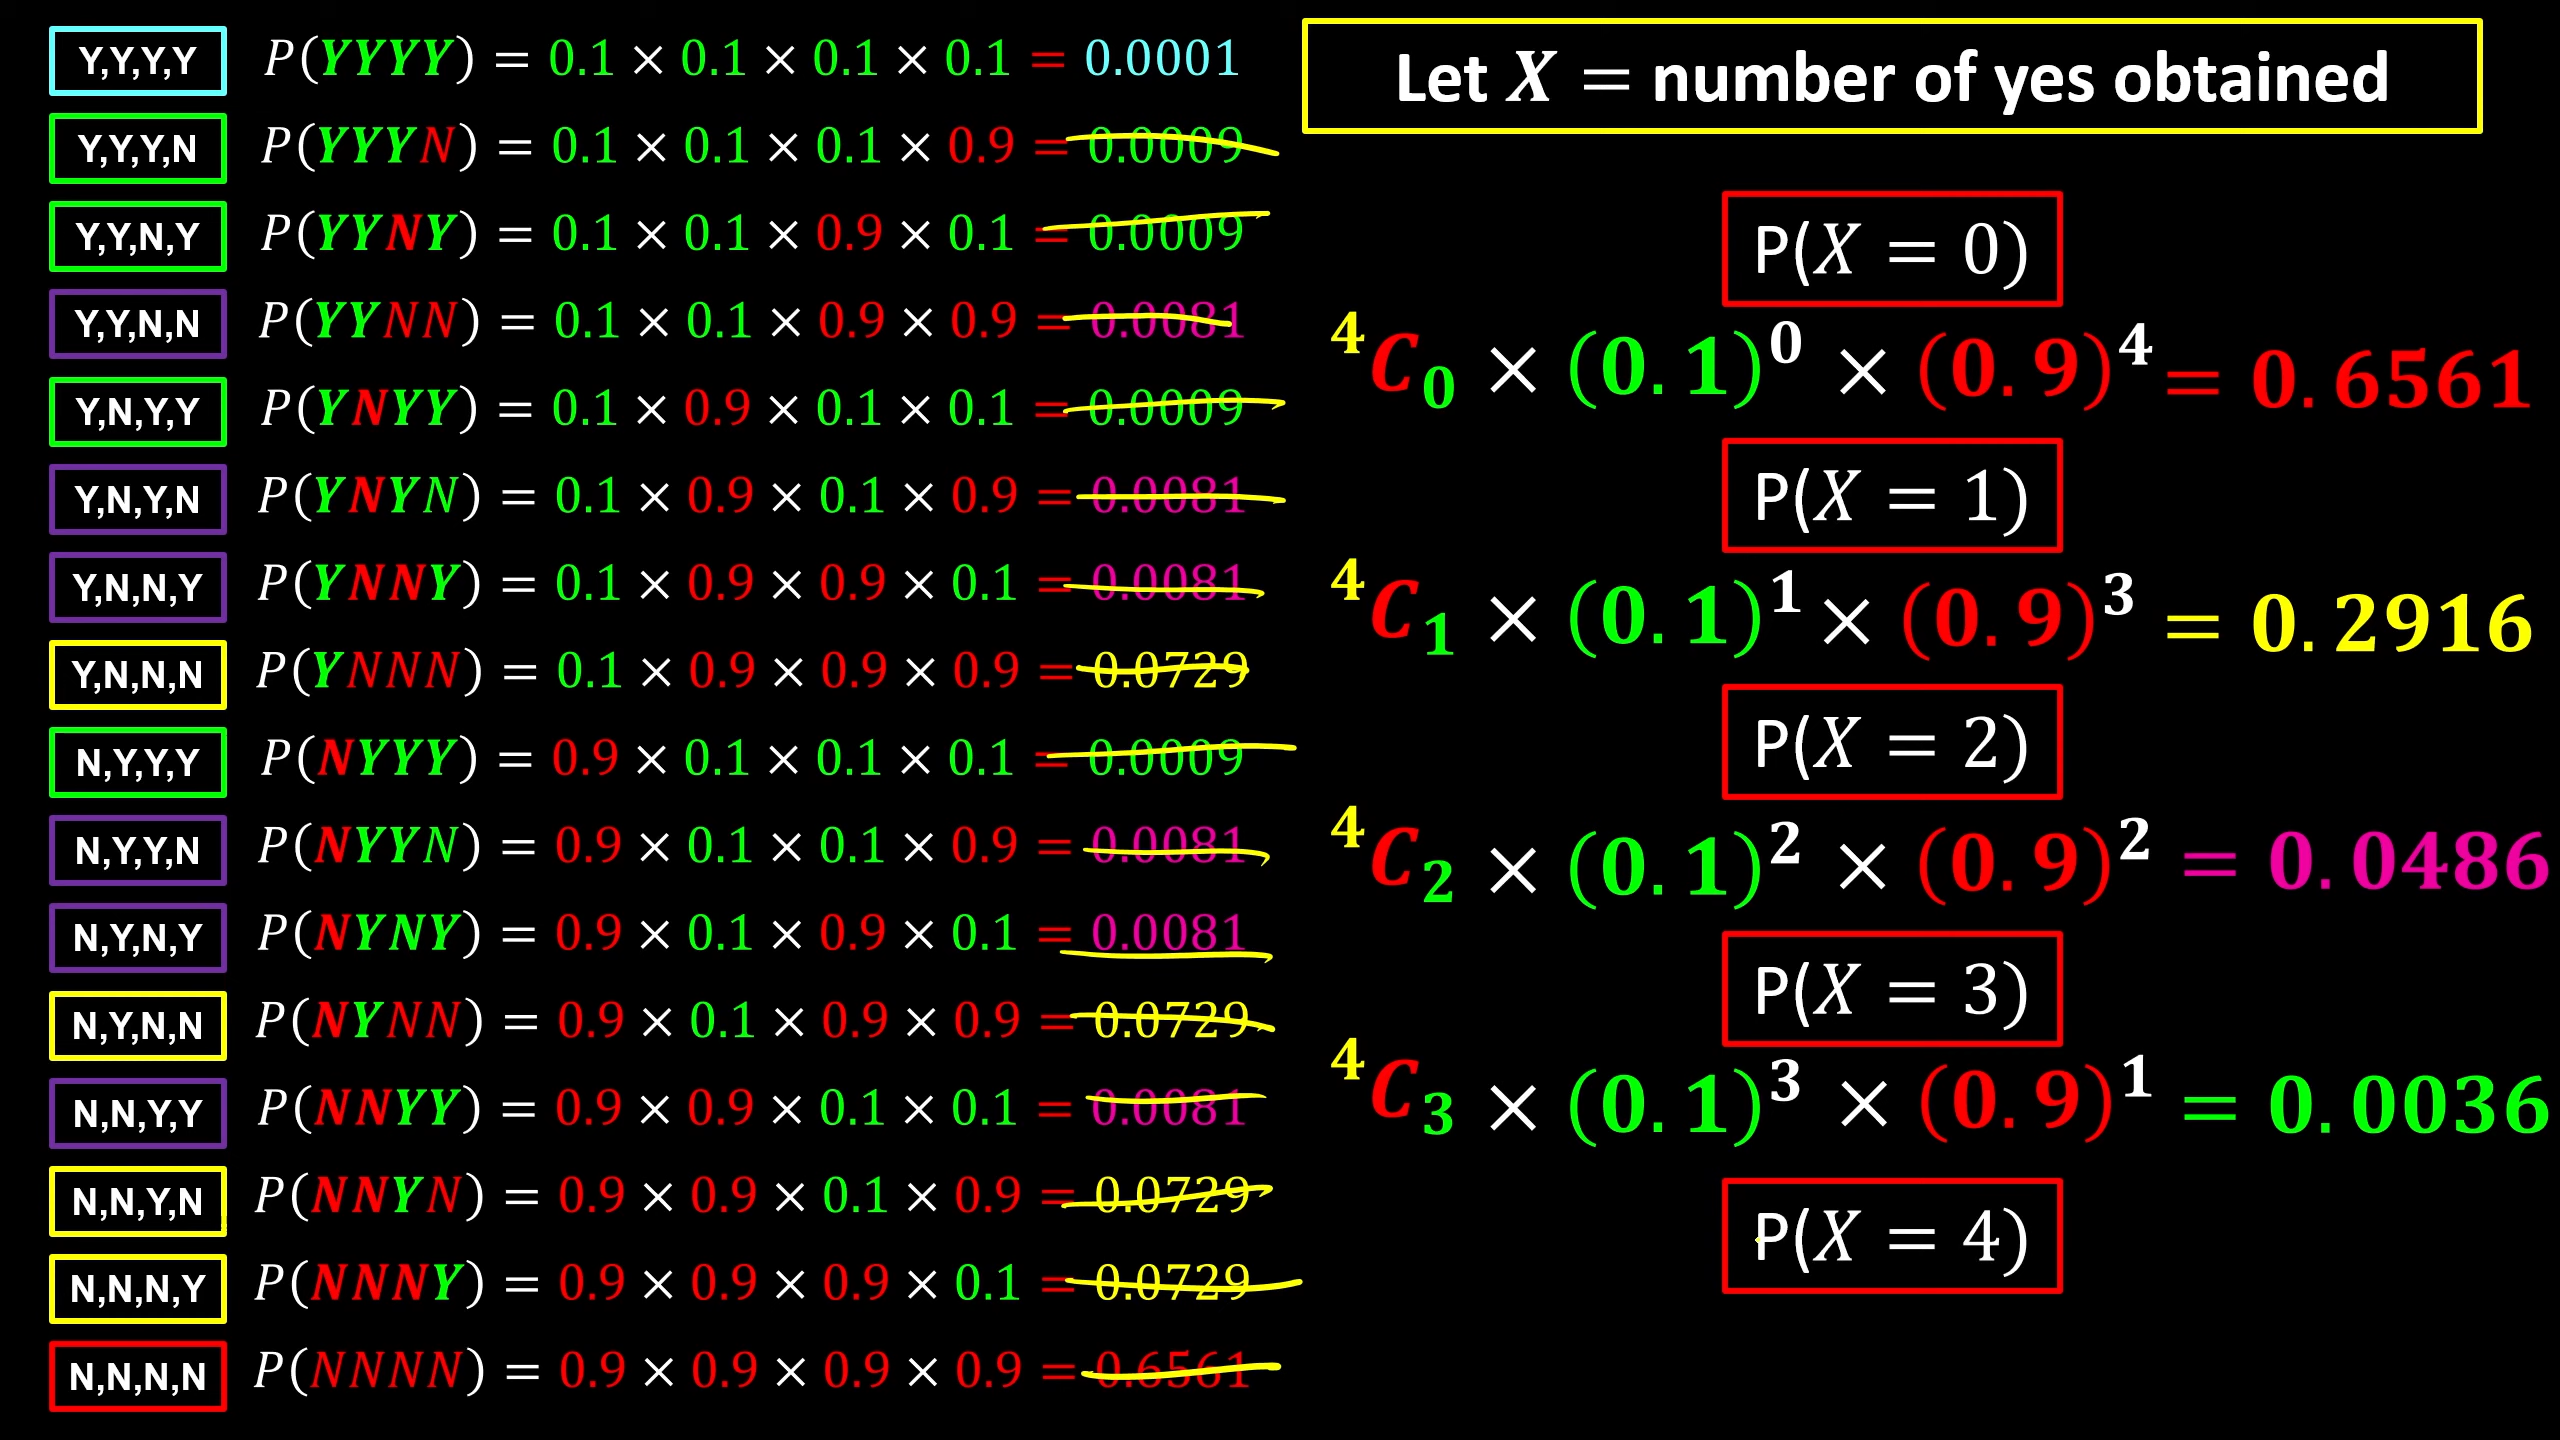 Y,Y,Y,Y P(YYYY) = 0.1 × 0.1 × 0.1 × 0.1 = 0.0001
Y,Y,Y,N P(YYYN) = 0.1 × 0.1 × 0.1 × 0.9 = 0.0009
Y,Y,N,Y P(YYNY) = 0.1 × 0.1 × 0.9 × 0.1 = 0.0009
Y,Y,N,N P(YYNN) = 0.1 × 0.1 × 0.9 × 0.9 = 0.0081
Y,N,Y,Y P(YNYY) = 0.1 × 0.9 × 0.1 × 0.1 = 0.0009
Y,N,Y,N P(YNYN) = 0.1 × 0.9 × 0.1 × 0.9 = 0.0081
Y,N,N,Y P(YNNY) = 0.1 × 0.9 × 0.9 × 0.1 = 0.0081
Y,N,N,N P(YNNN) = 0.1 × 0.9 × 0.9 × 0.9 = 0.0729
N,Y,Y,Y P(NYYY) = 0.9 × 0.1 × 0.1 × 0.1 = 0.0009
N,Y,Y,N P(NYYN) = 0.9 × 0.1 × 0.1 × 0.9 = 0.0081
N,Y,N,Y P(NYNY) = 0.9 × 0.1 × 0.9 × 0.1 = 0.0081
N,Y,N,N P(NYNN) = 0.9 × 0.1 × 0.9 × 0.9 = 0.0729
N,N,Y,Y P(NNYY) = 0.9 × 0.9 × 0.1 × 0.1 = 0.0081
N,N,Y,N P(NNYN) = 0.9 × 0.9 × 0.1 × 0.9 = 0.0729
N,N,N,Y P(NNNY) = 0.9 × 0.9 × 0.9 × 0.1 = 0.0729
N,N,N,N P(NNNN) = 0.9 × 0.9 × 0.9 × 0.9 = 0.6561
Let X = number of yes obtained
P(X = 0)
⁴C₀ × (0.1)⁰ × (0.9)⁴ = 0.6561
P(X = 1)
⁴C₁ × (0.1)¹ × (0.9)³ = 0.2916
P(X = 2)
⁴C₂ × (0.1)² × (0.9)² = 0.0486
P(X = 3)
⁴C₃ × (0.1)³ × (0.9)¹ = 0.0036
P(X = 4)